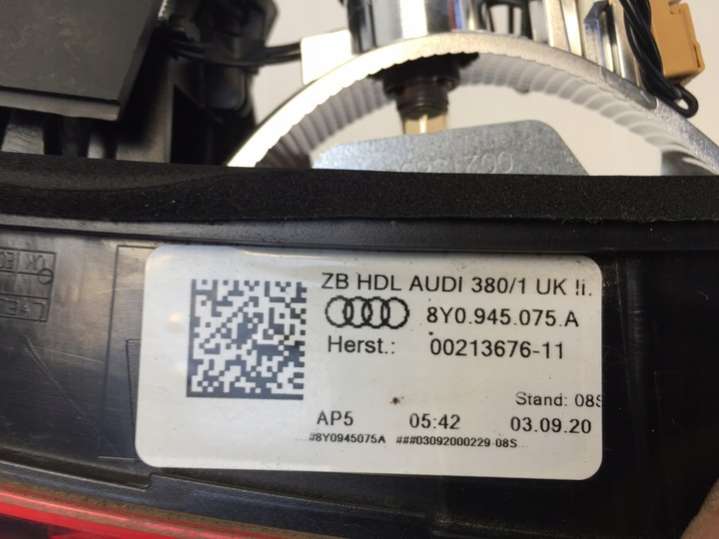 ZB HDL AUDI 380/1 UK li.
8Y0.945.075.A
Herst.: 00213676-11
Stand: 08S
AP5 05:42 03.09.20
#8Y0945075A ###03092000229-08S